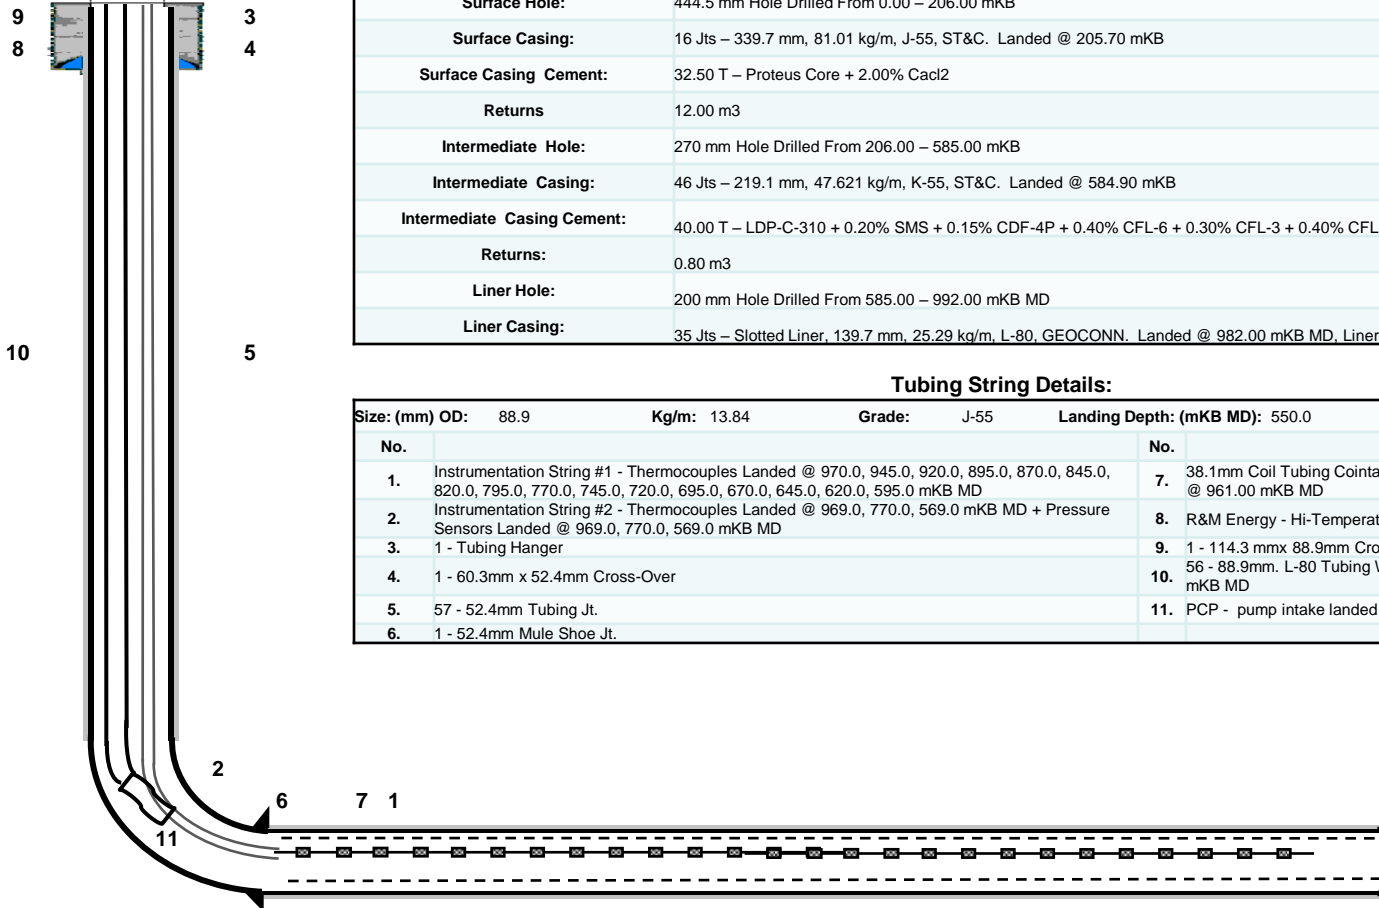 Surface Hole: 444.5 mm Hole Drilled From 0.00 – 206.00 mKB
Surface Casing: 16 Jts – 339.7 mm, 81.01 kg/m, J-55, ST&C. Landed @ 205.70 mKB
Surface Casing Cement: 32.50 T – Proteus Core + 2.00% Cacl2
Returns 12.00 m3
Intermediate Hole: 270 mm Hole Drilled From 206.00 – 585.00 mKB
Intermediate Casing: 46 Jts – 219.1 mm, 47.621 kg/m, K-55, ST&C. Landed @ 584.90 mKB
Intermediate Casing Cement: 40.00 T – LDP-C-310 + 0.20% SMS + 0.15% CDF-4P + 0.40% CFL-6 + 0.30% CFL-3 + 0.40% CFL
Returns: 0.80 m3
Liner Hole: 200 mm Hole Drilled From 585.00 – 992.00 mKB MD
Liner Casing: 35 Jts – Slotted Liner, 139.7 mm, 25.29 kg/m, L-80, GEOCONN. Landed @ 982.00 mKB MD, Liner
Tubing String Details:
Size: (mm) OD: 88.9 Kg/m: 13.84 Grade: J-55 Landing Depth: (mKB MD): 550.0
No. No.
1. Instrumentation String #1 - Thermocouples Landed @ 970.0, 945.0, 920.0, 895.0, 870.0, 845.0,
820.0, 795.0, 770.0, 745.0, 720.0, 695.0, 670.0, 645.0, 620.0, 595.0 mKB MD
7. 38.1mm Coil Tubing Cointa
@ 961.00 mKB MD
2. Instrumentation String #2 - Thermocouples Landed @ 969.0, 770.0, 569.0 mKB MD + Pressure
Sensors Landed @ 969.0, 770.0, 569.0 mKB MD
8. R&M Energy - Hi-Temperat
3. 1 - Tubing Hanger
9. 1 - 114.3 mmx 88.9mm Cro
4. 1 - 60.3mm x 52.4mm Cross-Over
10. 56 - 88.9mm. L-80 Tubing
mKB MD
5. 57 - 52.4mm Tubing Jt.
11. PCP - pump intake landed
6. 1 - 52.4mm Mule Shoe Jt.
9 3
8 4
10 5
2
6 7 1
11